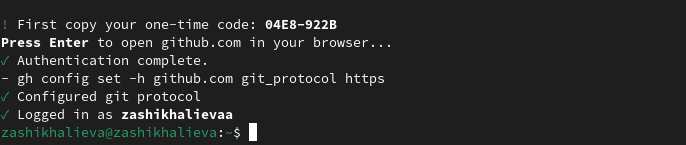 ! First copy your one-time code: 04E8-922B
Press Enter to open github.com in your browser...
✓ Authentication complete.
- gh config set -h github.com git_protocol https
✓ Configured git protocol
✓ Logged in as zashikhalievaa
zashikhalieva@zashikhalieva:~$